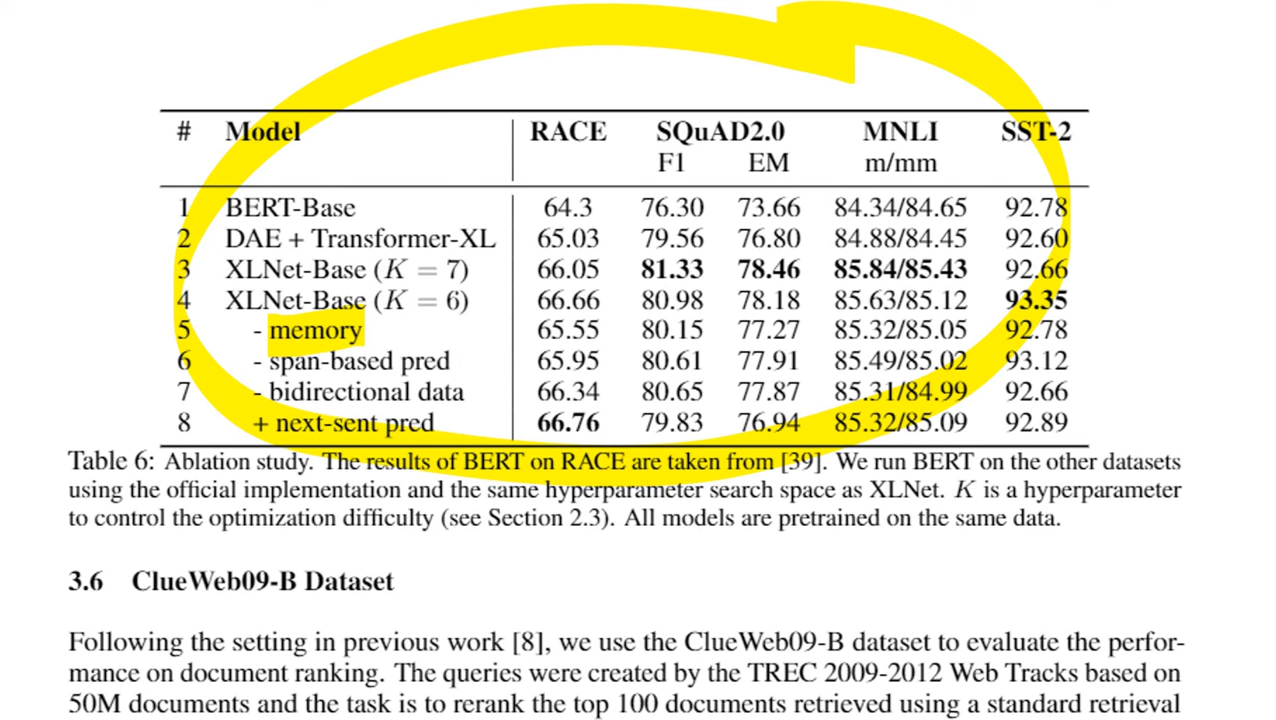 # Model RACE SQuAD2.0 MNLI SST-2
F1 EM m/mm
1 BERT-Base 64.3 76.30 73.66 84.34/84.65 92.78
2 DAE + Transformer-XL 65.03 79.56 76.80 84.88/84.45 92.60
3 XLNet-Base (K = 7) 66.05 81.33 78.46 85.84/85.43 92.66
4 XLNet-Base (K = 6) 66.66 80.98 78.18 85.63/85.12 93.35
5 - memory 65.55 80.15 77.27 85.32/85.05 92.78
6 - span-based pred 65.95 80.61 77.91 85.49/85.02 93.12
7 - bidirectional data 66.34 80.65 77.87 85.31/84.99 92.66
8 + next-sent pred 66.76 79.83 76.94 85.32/85.09 92.89
Table 6: Ablation study. The results of BERT on RACE are taken from [39]. We run BERT on the other datasets
using the official implementation and the same hyperparameter search space as XLNet. K is a hyperparameter
to control the optimization difficulty (see Section 2.3). All models are pretrained on the same data.
3.6 ClueWeb09-B Dataset
Following the setting in previous work [8], we use the ClueWeb09-B dataset to evaluate the perfor-
mance on document ranking. The queries were created by the TREC 2009-2012 Web Tracks based on
50M documents and the task is to rerank the top 100 documents retrieved using a standard retrieval